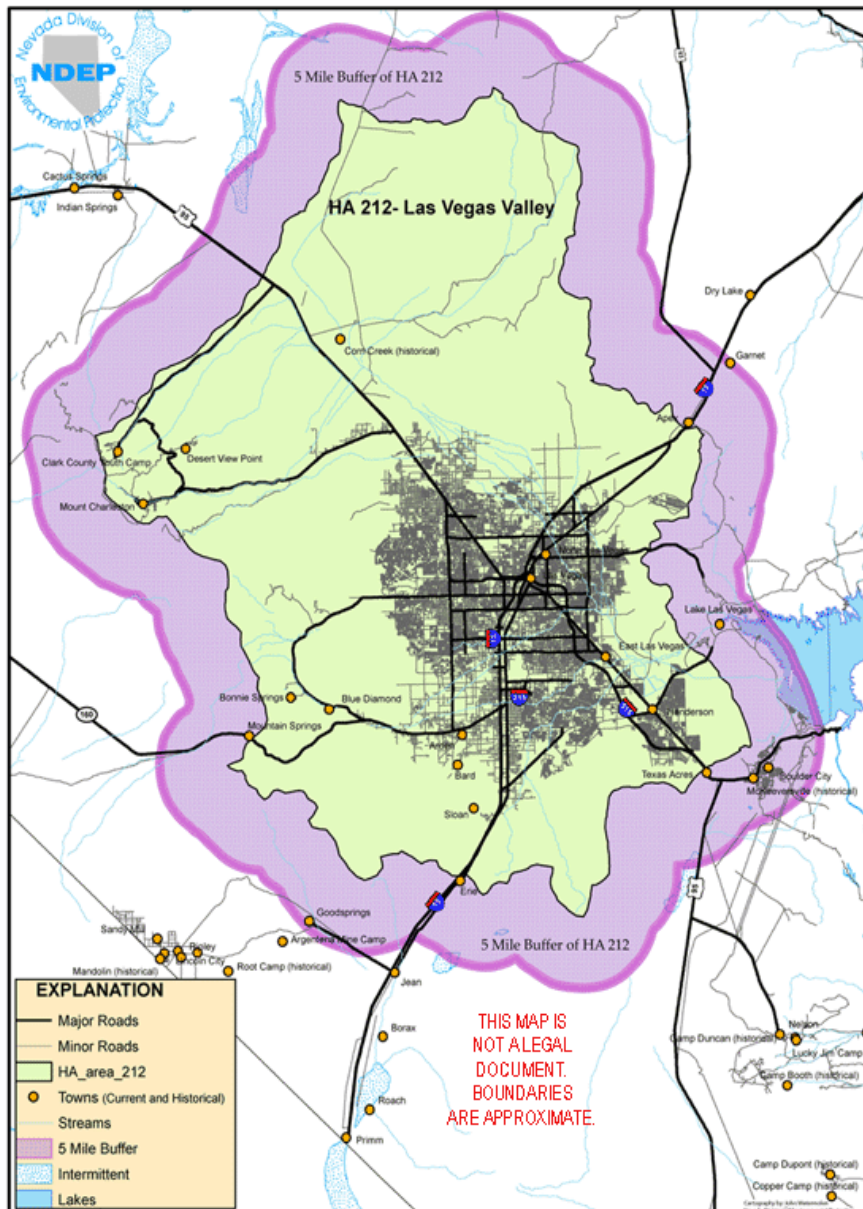 Nevada Division of
Environmental Protection
NDEP
5 Mile Buffer of HA 212
15
Cactus Springs
Indian Springs
95
HA 212- Las Vegas Valley
Dry Lake
Corn Creek (historical)
Garnet
Apex
Clark County Youth Camp
Desert View Point
Mount Charleston
North
Lake Las Vegas
East Las Vegas
Bonnie Springs
Blue Diamond
215
Henderson
160
Mountain Springs
Arden
Bard
Texas Acres
Boulder City
McKeeversville (historical)
Sloan
Erie
95
Goodsprings
Sandy Mill
Argentena Mine Camp
5 Mile Buffer of HA 212
Ripley
Lincoln City
Mandolin (historical)
Root Camp (historical)
Jean
EXPLANATION
Major Roads
Minor Roads
HA_area_212
Towns (Current and Historical)
Streams
5 Mile Buffer
Intermittent
Lakes
Borax
Roach
Primm
THIS MAP IS
NOT A LEGAL
DOCUMENT.
BOUNDARIES
ARE APPROXIMATE.
Nelson
Camp Duncan (historical)
Lucky Jim Camp
Camp Booth (historical)
Camp Dupont (historical)
Copper Camp (historical)